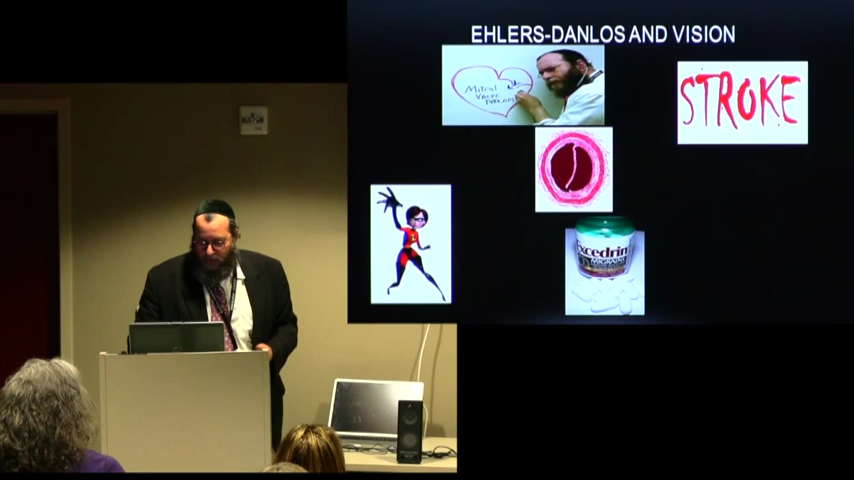 EHLERS-DANLOS AND VISION
Mitral
Valve
STROKE
Excedrin
MIGRAINE